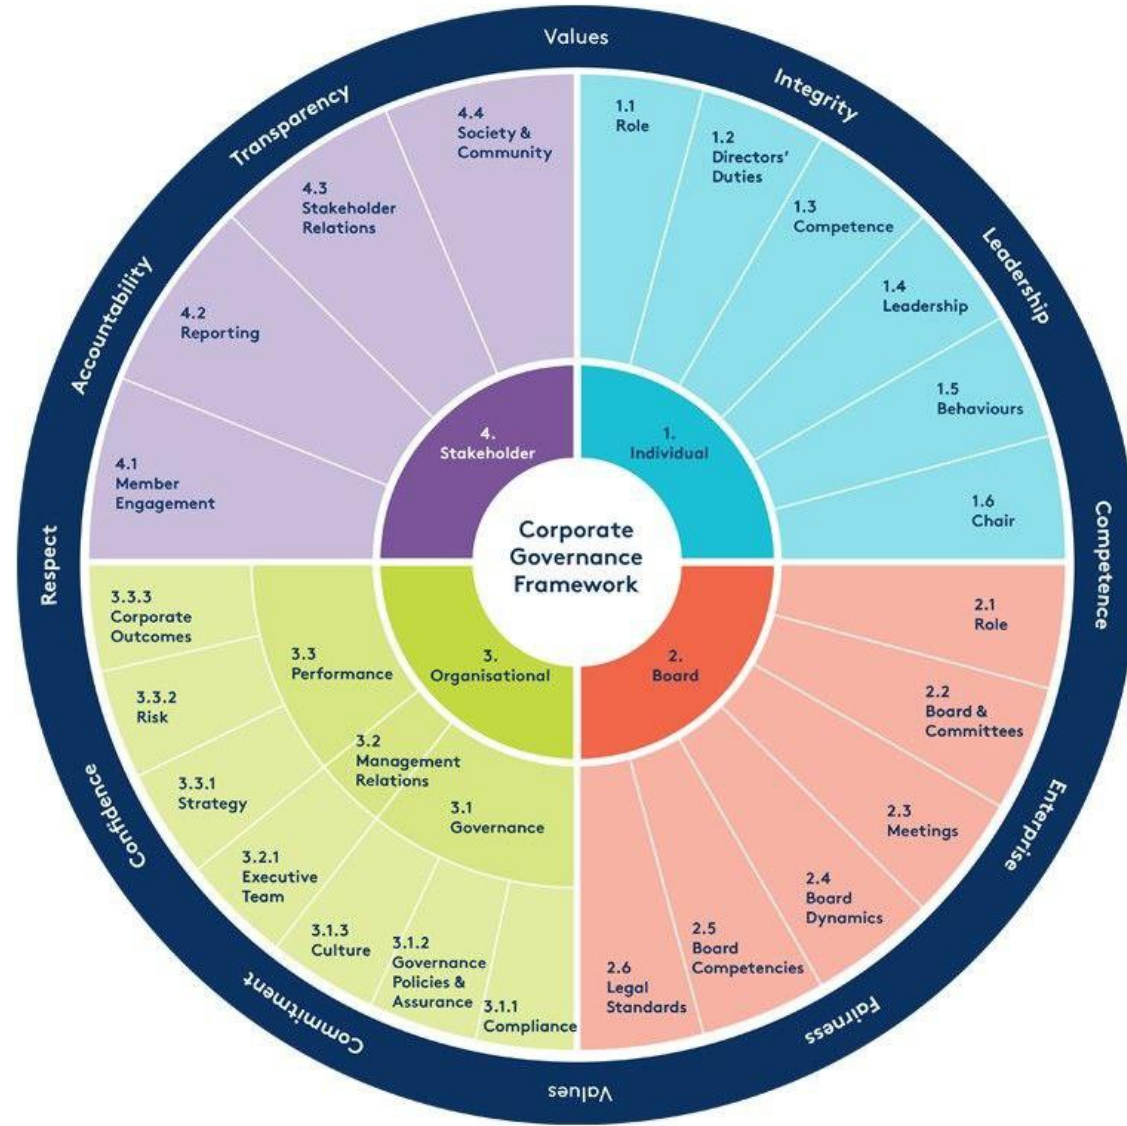 Values
Integrity
Leadership
Competence
Enterprise
Fairness
Values
Commitment
Confidence
Respect
Accountability
Transparency
Corporate
Governance
Framework
1.
Individual
1.1
Role
1.2
Directors'
Duties
1.3
Competence
1.4
Leadership
1.5
Behaviours
1.6
Chair
2.
Board
2.1
Role
2.2
Board &
Committees
2.3
Meetings
2.4
Board
Dynamics
2.5
Board
Competencies
2.6
Legal
Standards
3.
Organisational
3.1
Governance
3.1.1
Compliance
3.1.2
Governance
Policies &
Assurance
3.1.3
Culture
3.2
Management
Relations
3.2.1
Executive
Team
3.3
Performance
3.3.1
Strategy
3.3.2
Risk
3.3.3
Corporate
Outcomes
4.
Stakeholder
4.1
Member
Engagement
4.2
Reporting
4.3
Stakeholder
Relations
4.4
Society &
Community